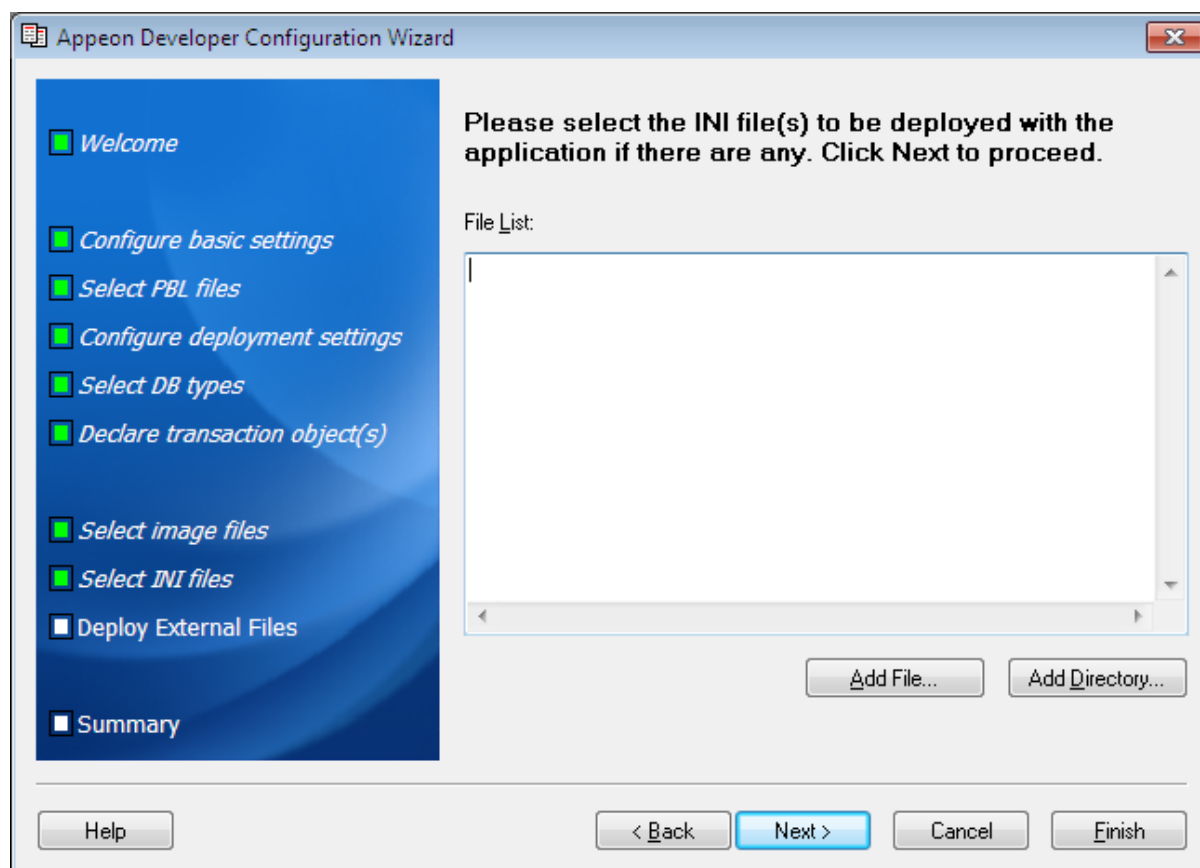 Appeon Developer Configuration Wizard
Welcome
Configure basic settings
Select PBL files
Configure deployment settings
Select DB types
Declare transaction object(s)
Select image files
Select INI files
Deploy External Files
Summary
Please select the INI file(s) to be deployed with the
application if there are any. Click Next to proceed.
File List:
Add File...
Add Directory...
Help
< Back
Next >
Cancel
Finish